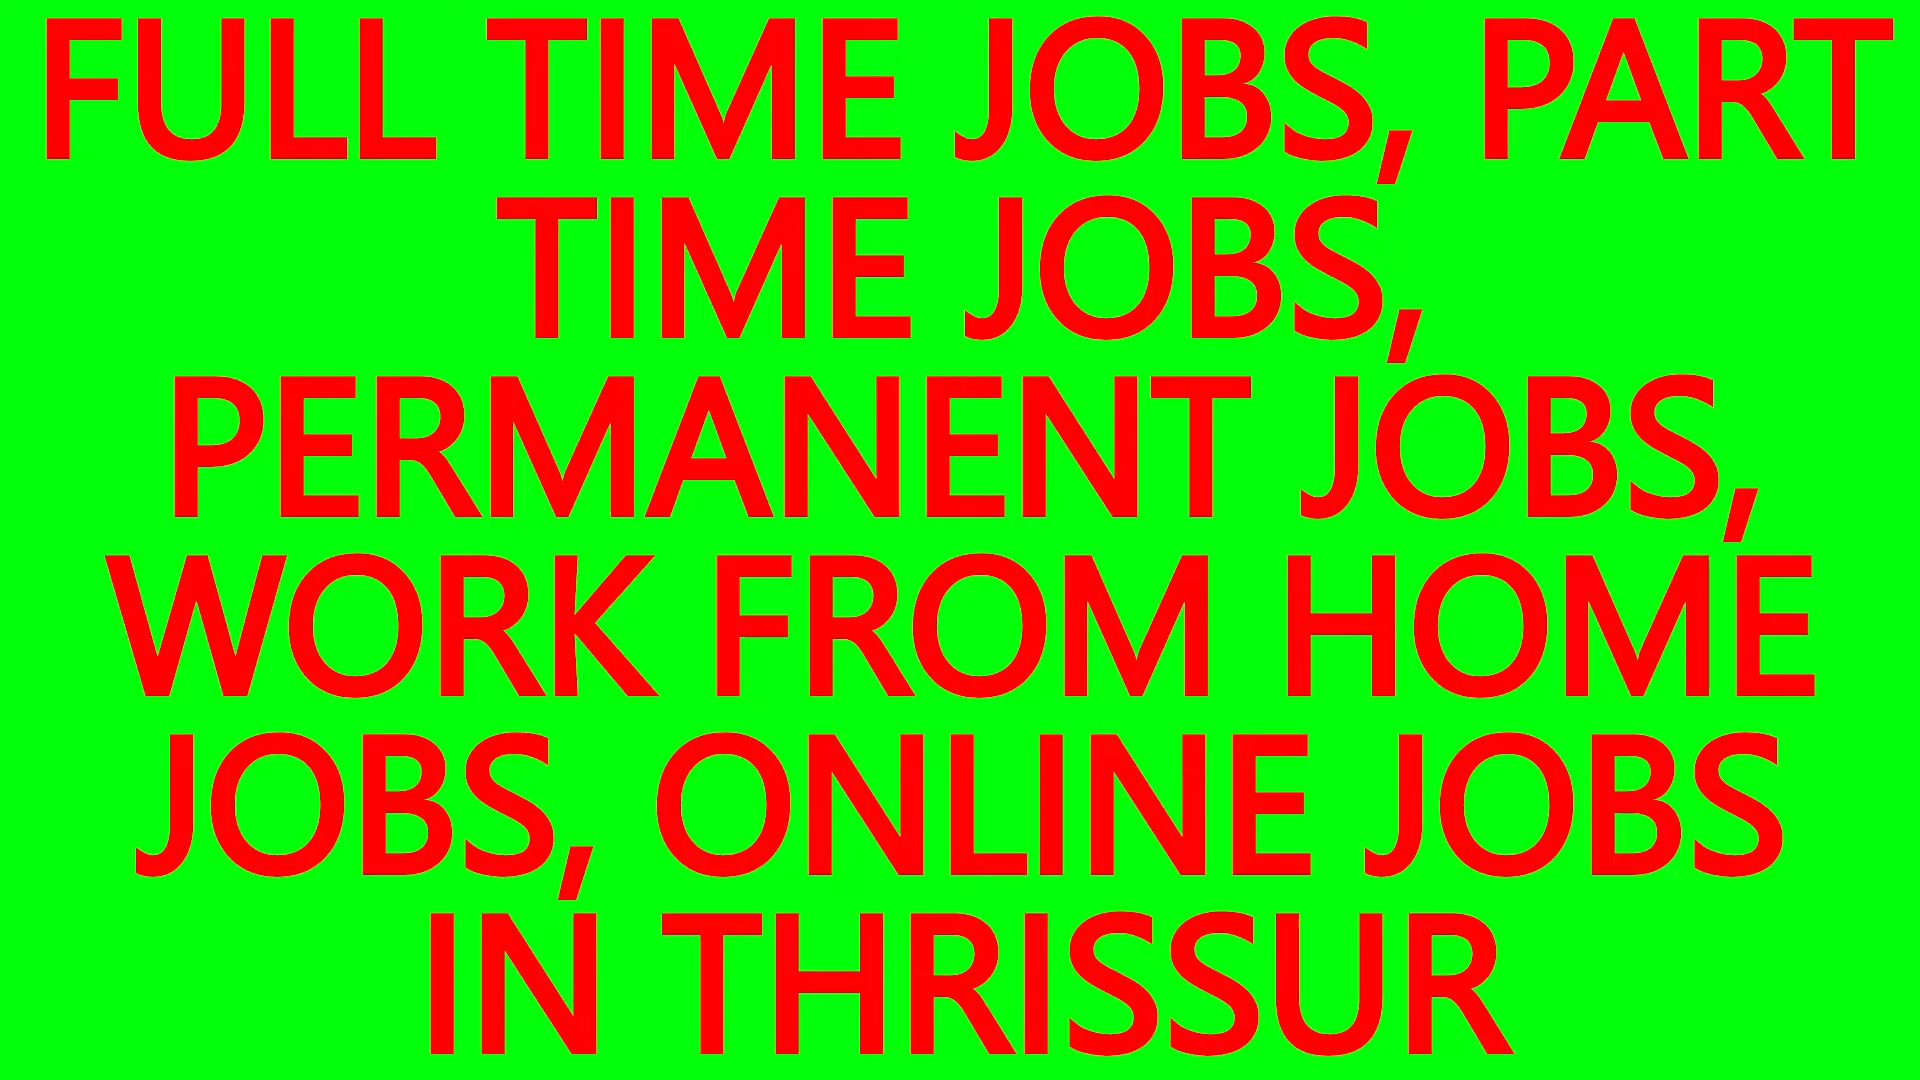 FULL TIME JOBS, PART
TIME JOBS,
PERMANENT JOBS,
WORK FROM HOME
JOBS, ONLINE JOBS
IN THRISSUR